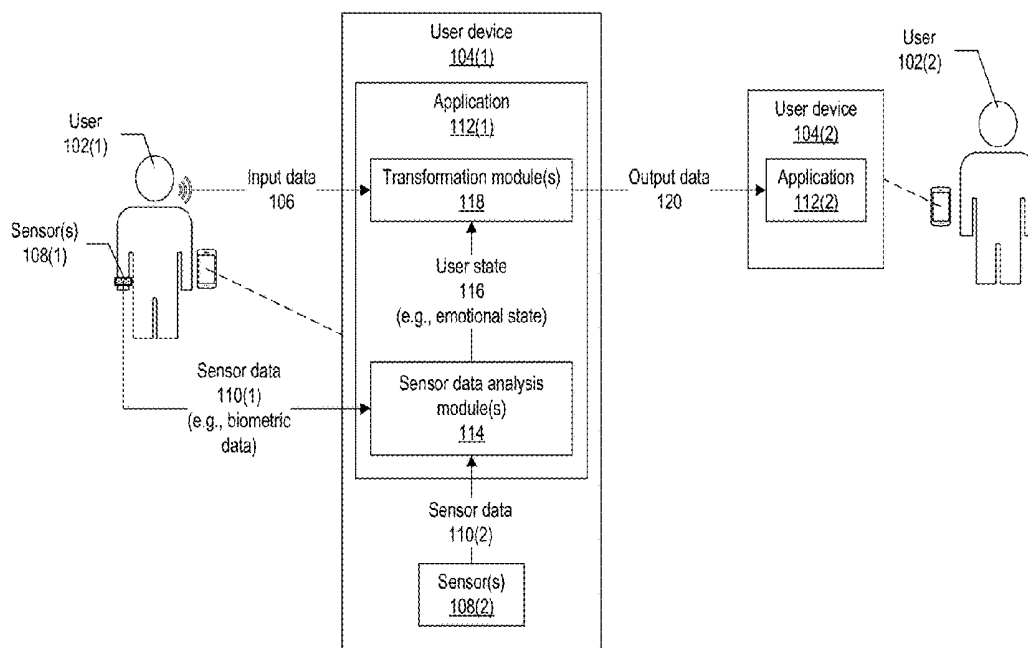 User device
104(1)
Application
112(1)
User
102(1)
Input data
106
Transformation module(s)
118
Output data
120
User device
104(2)
Application
112(2)
User
102(2)
Sensor(s)
108(1)
User state
116
(e.g., emotional state)
Sensor data
110(1)
(e.g., biometric
data)
Sensor data analysis
module(s)
114
Sensor data
110(2)
Sensor(s)
108(2)